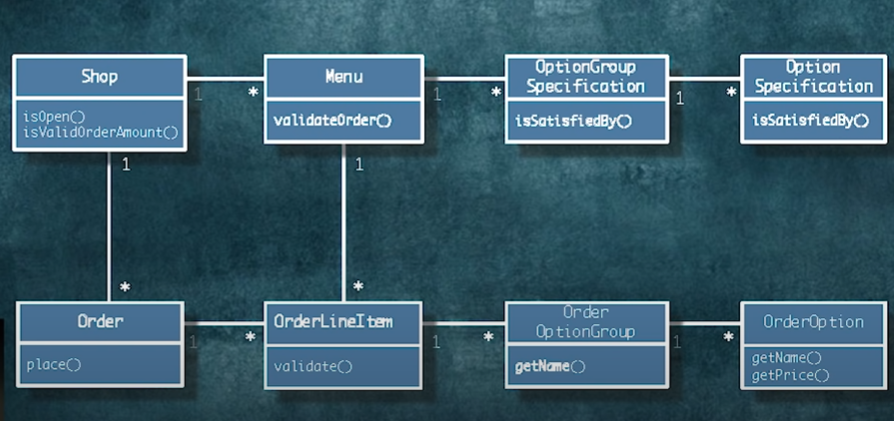 Shop
Menu
OptionGroup
Specification
Option
Specification
isOpen()
isValidOrderAmount()
validateOrder()
isSatisfiedBy()
isSatisfiedBy()
1
*
1
*
1
*
1
1
*
*
Order
OrderLineItem
Order
OptionGroup
OrderOption
place()
validate()
getName()
getName()
getPrice()
1
*
1
*
1
*